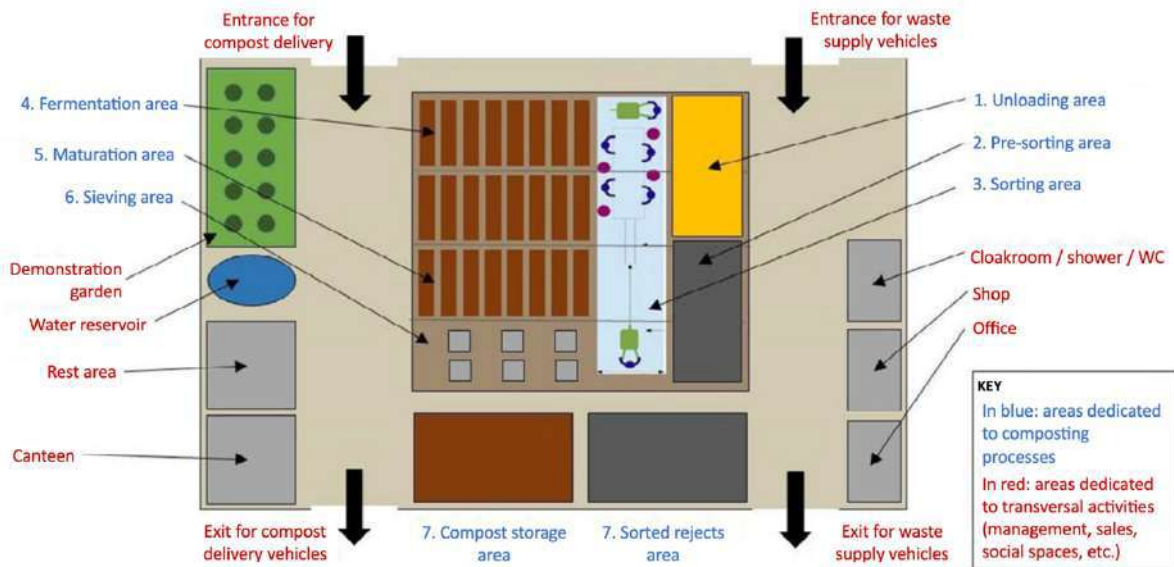 Entrance for
compost delivery
Entrance for waste
supply vehicles
4. Fermentation area
5. Maturation area
6. Sieving area
1. Unloading area
2. Pre-sorting area
3. Sorting area
Demonstration
garden
Water reservoir
Rest area
Canteen
Cloakroom / shower / WC
Shop
Office
KEY
In blue: areas dedicated
to composting
processes
In red: areas dedicated
to transversal activities
(management, sales,
social spaces, etc.)
Exit for compost
delivery vehicles
7. Compost storage
area
7. Sorted rejects
area
Exit for waste
supply vehicles